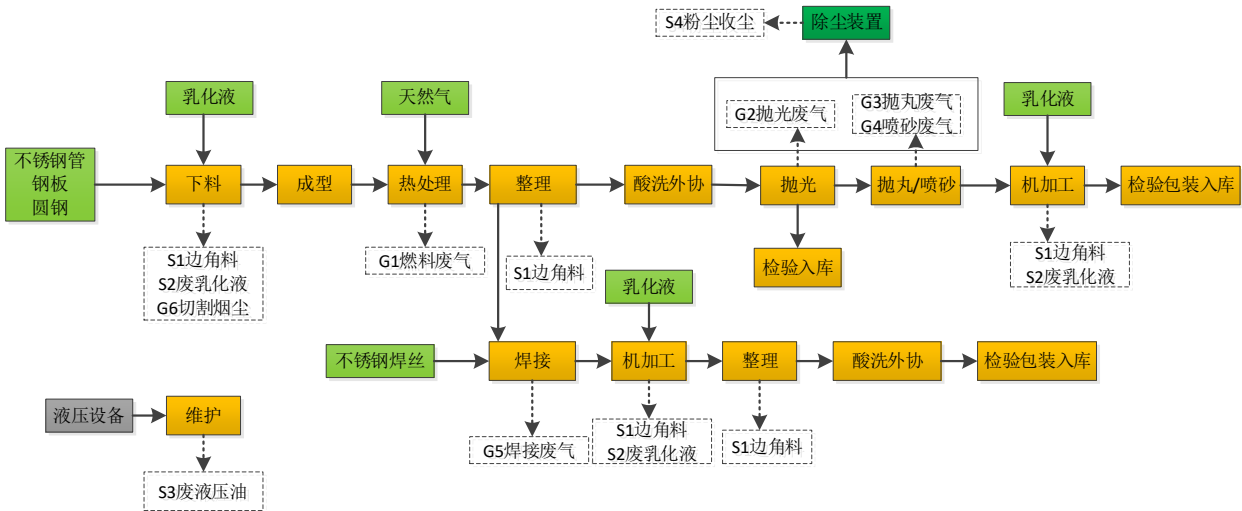 S4粉尘收尘
除尘装置
乳化液
天然气
G2抛光废气
G3抛丸废气
G4喷砂废气
乳化液
不锈钢管
钢板
圆钢
下料
成型
热处理
整理
酸洗外协
抛光
抛丸/喷砂
机加工
检验包装入库
S1边角料
S2废乳化液
G6切割烟尘
G1燃料废气
S1边角料
检验入库
S1边角料
S2废乳化液
乳化液
不锈钢焊丝
焊接
机加工
整理
酸洗外协
检验包装入库
液压设备
维护
G5焊接废气
S1边角料
S2废乳化液
S1边角料
S3废液压油